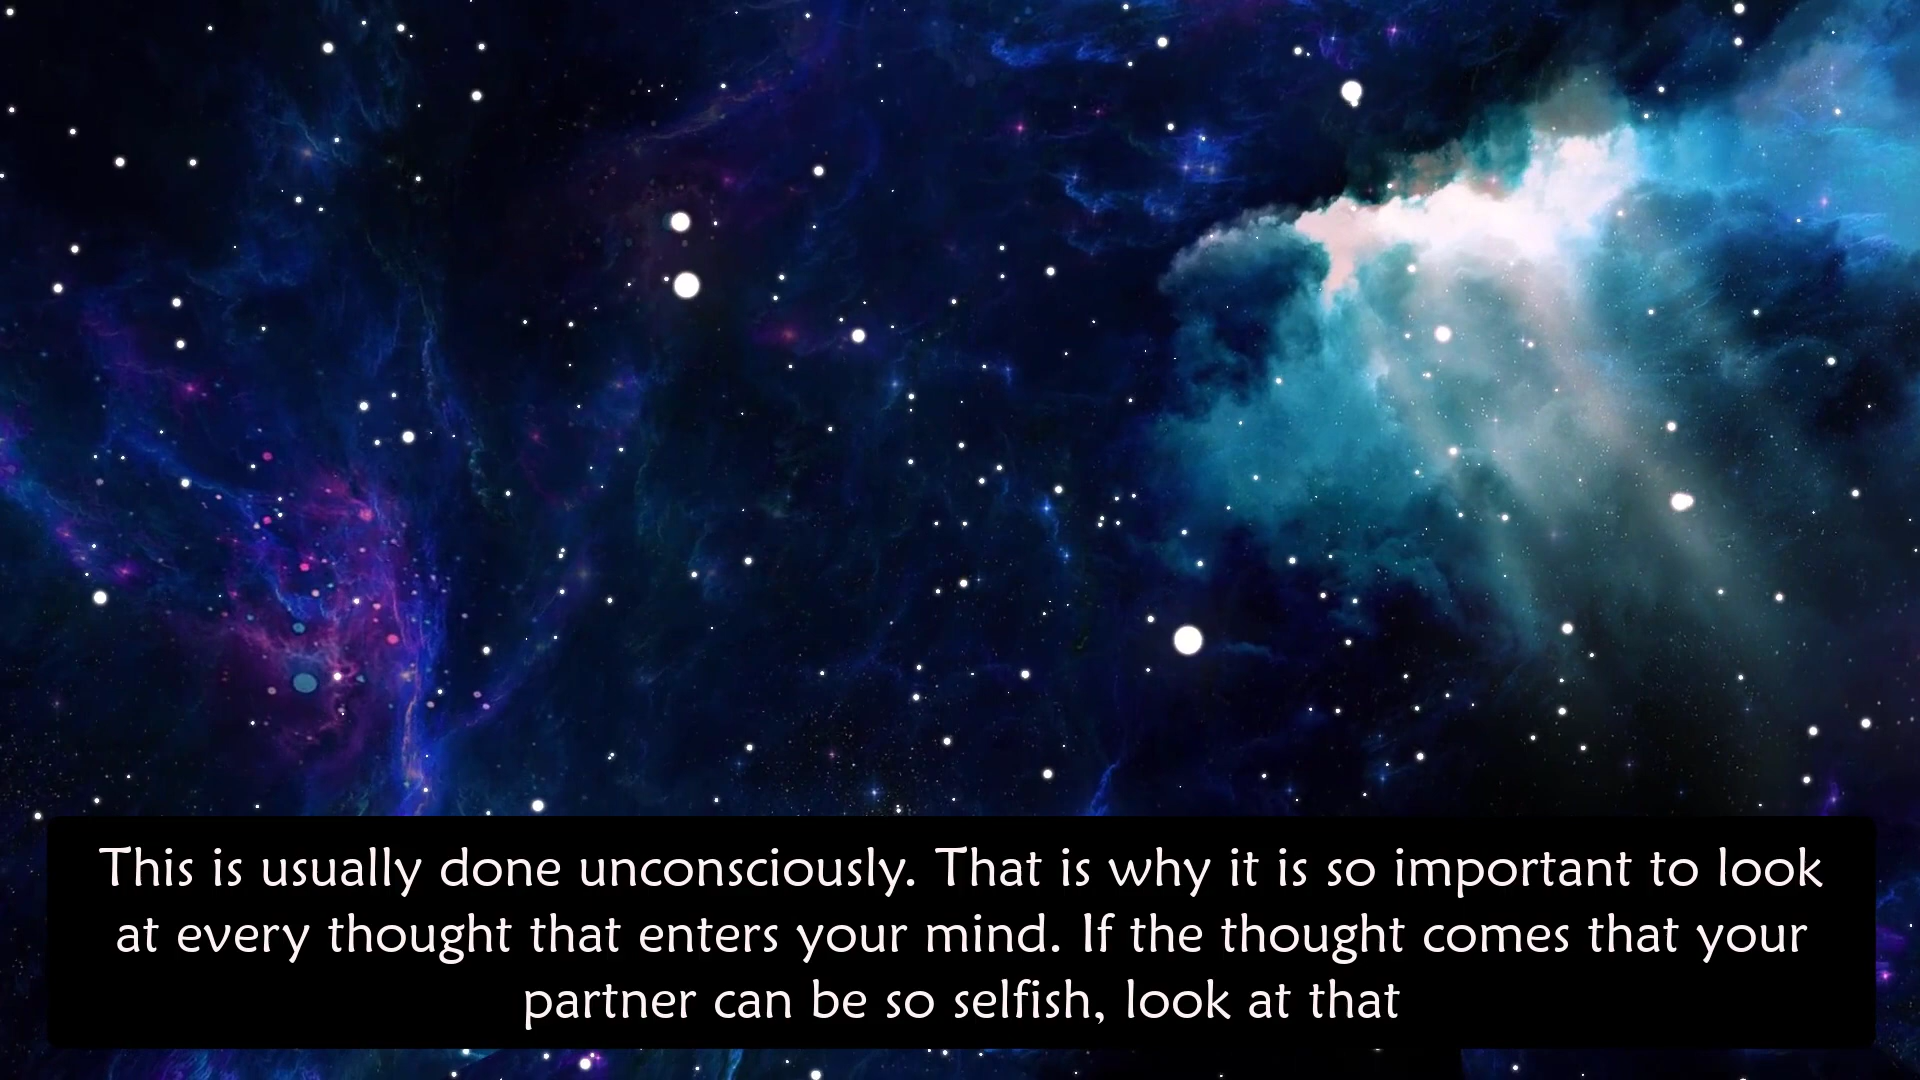 This is usually done unconsciously. That is why it is so important to look
at every thought that enters your mind. If the thought comes that your
partner can be so selfish, look at that